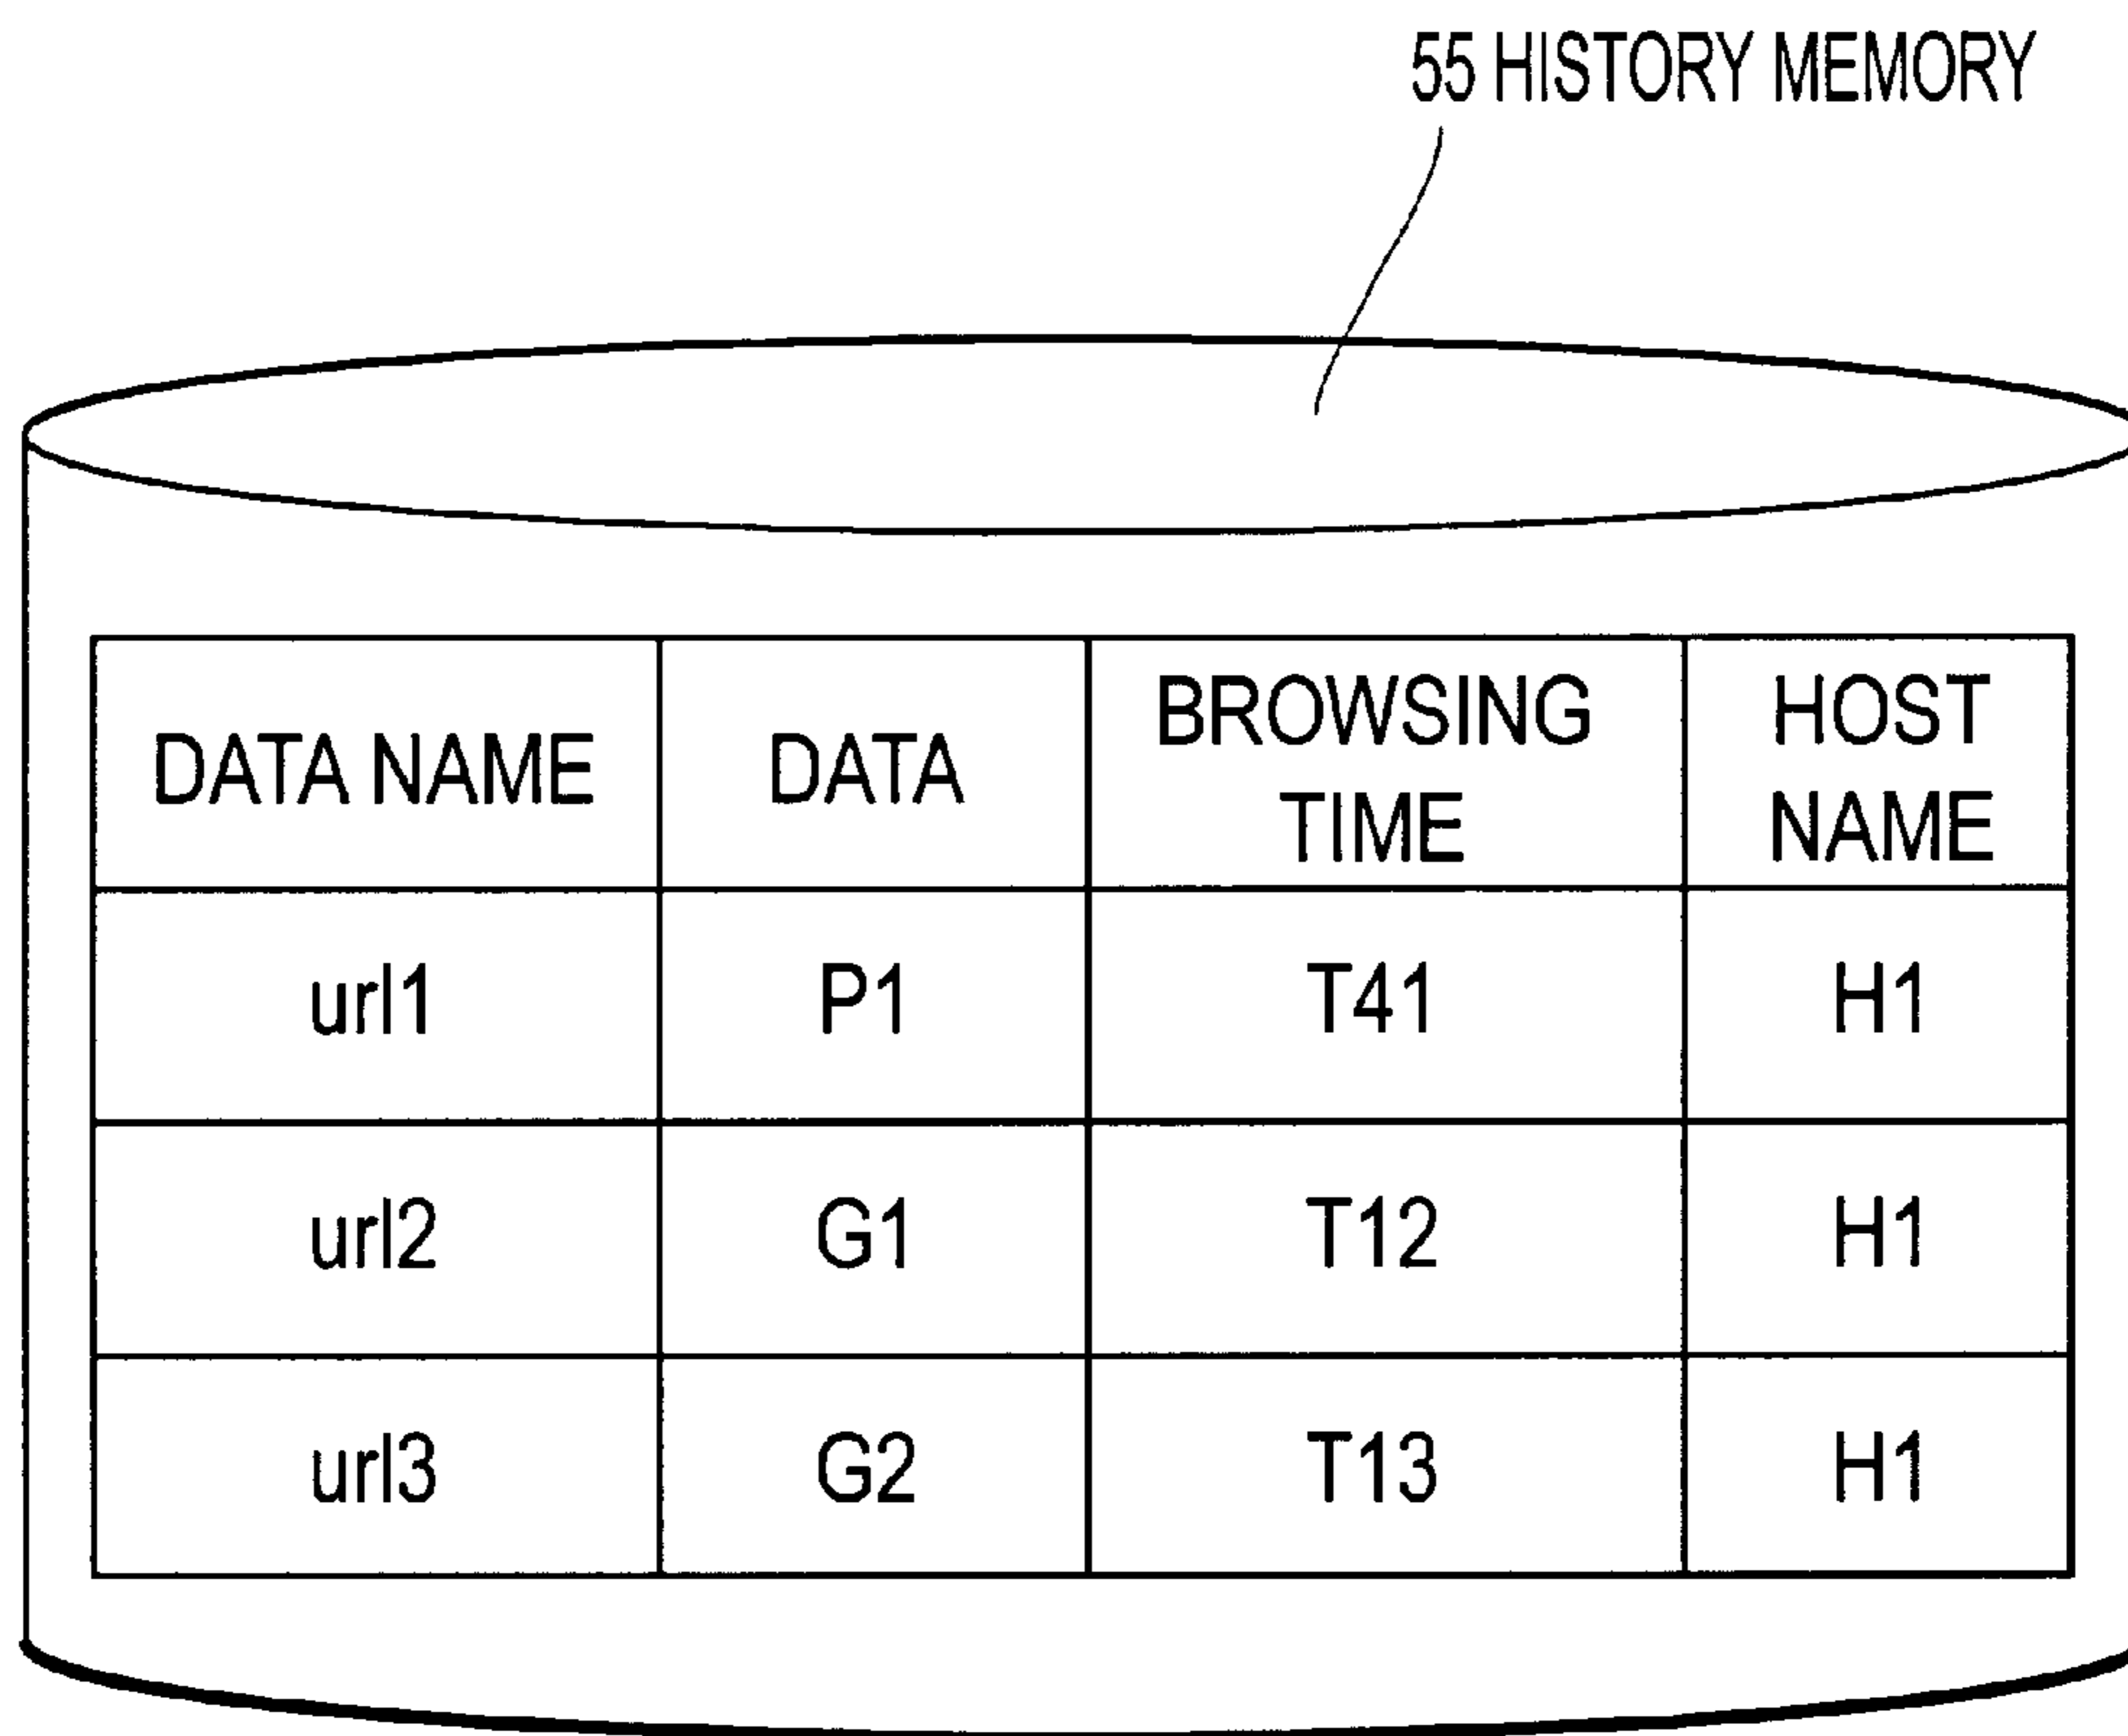 55 HISTORY MEMORY
DATA NAME DATA BROWSING TIME HOST NAME
url1 P1 T41 H1
url2 G1 T12 H1
url3 G2 T13 H1